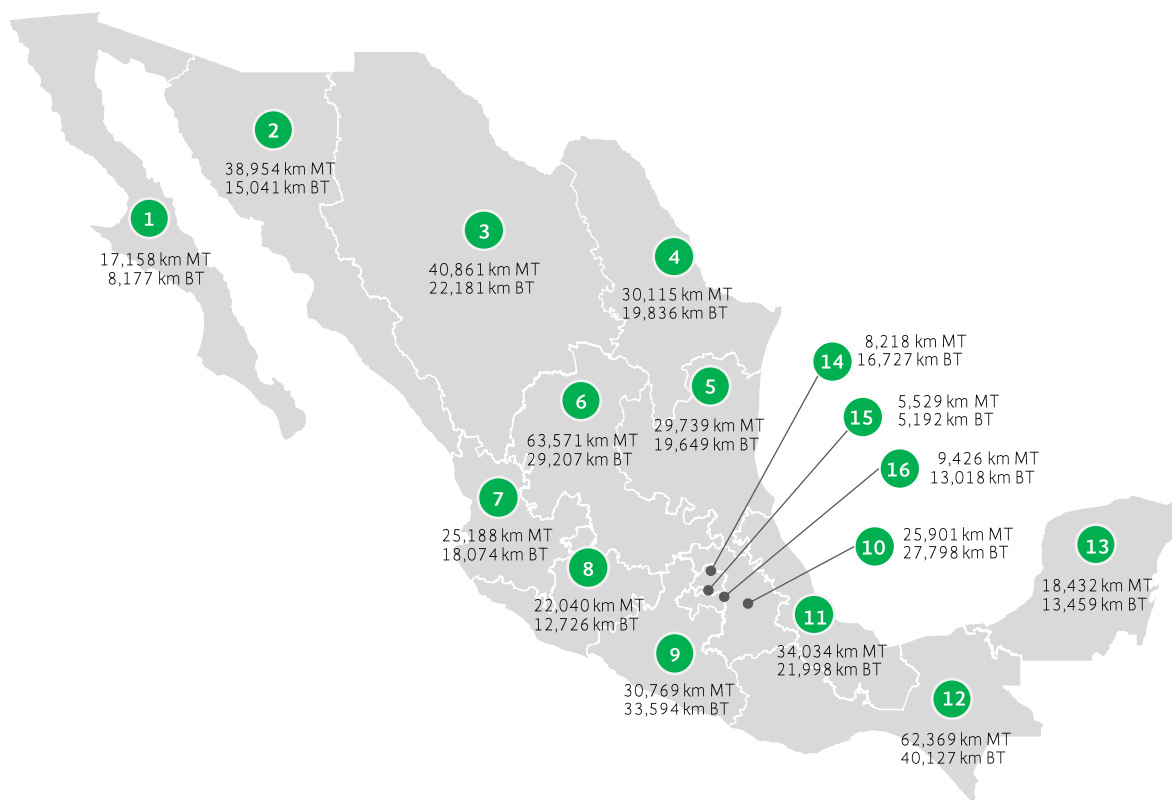 1
17,158 km MT
8,177 km BT
2
38,954 km MT
15,041 km BT
3
40,861 km MT
22,181 km BT
4
30,115 km MT
19,836 km BT
5
29,739 km MT
19,649 km BT
6
63,571 km MT
29,207 km BT
7
25,188 km MT
18,074 km BT
8
22,040 km MT
12,726 km BT
9
30,769 km MT
33,594 km BT
10
25,901 km MT
27,798 km BT
11
34,034 km MT
21,998 km BT
12
62,369 km MT
40,127 km BT
13
18,432 km MT
13,459 km BT
14
8,218 km MT
16,727 km BT
15
5,529 km MT
5,192 km BT
16
9,426 km MT
13,018 km BT